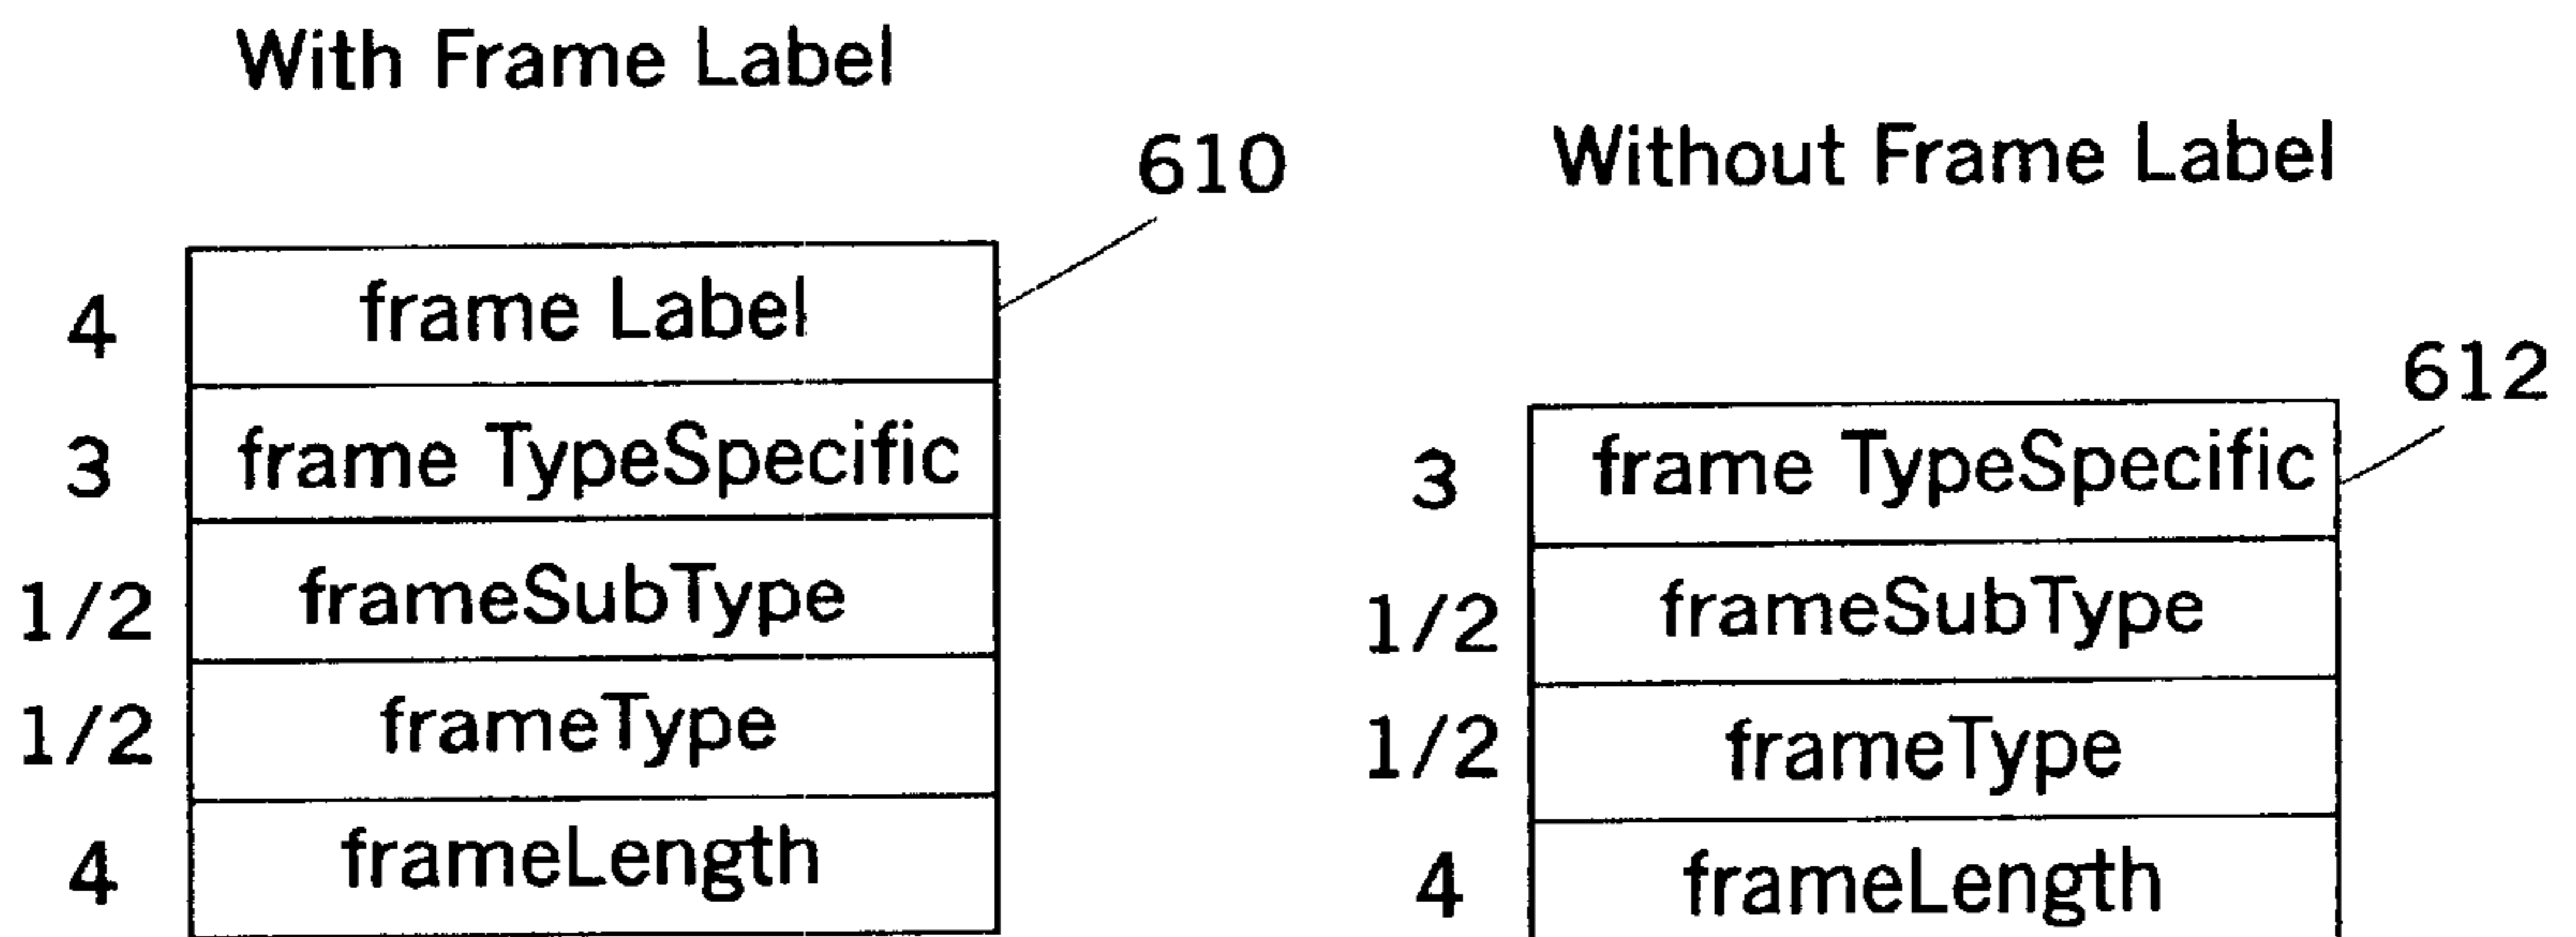 With Frame Label
610
4 frame Label
3 frame TypeSpecific
1/2 frameSubType
1/2 frameType
4 frameLength
Without Frame Label
612
3 frame TypeSpecific
1/2 frameSubType
1/2 frameType
4 frameLength